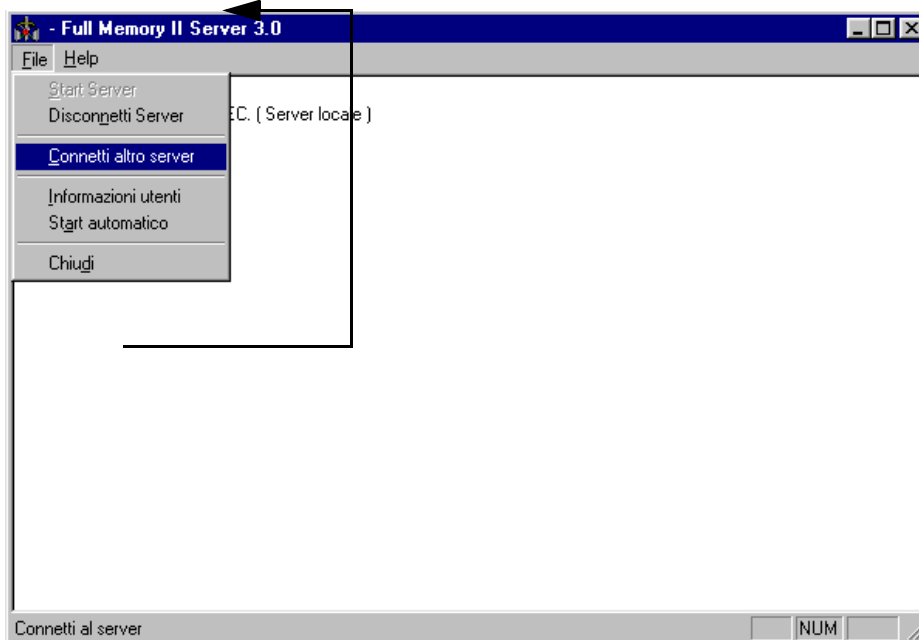 - Full Memory II Server 3.0
File Help
Start Server
Disconnetti Server
EC. ( Server locale )
Connetti altro server
Informazioni utenti
Start automatico
Chiudi
Connetti al server
NUM